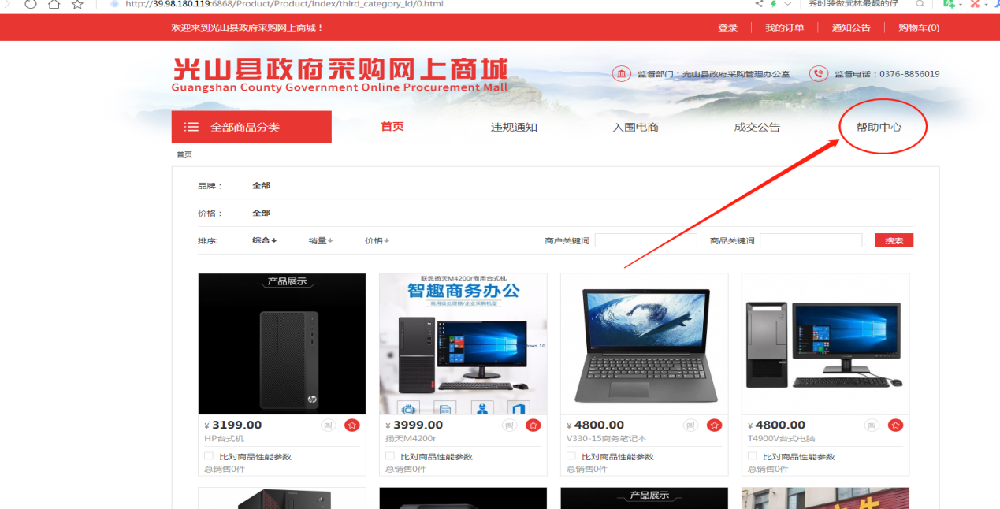 http://39.98.180.119:6868/Product/Product/index/third_category_id/0.html
秀时装做武林最靓的仔
欢迎来到光山县政府采购网上商城！
登录 我的订单 通知公告 购物车(0)
光山县政府采购网上商城
Guangshan County Government Online Procurement Mall
监督部门：光山县政府采购管理办公室 监督电话：0376-8856019
全部商品分类 首页 违规通知 入围电商 成交公告 帮助中心
首页
品牌： 全部
价格： 全部
排序: 综合 销量 价格 商户关键词 商品关键词 搜索
产品展示
联想扬天M4200r商用台式机
智趣商务办公
商用级处理器/企业采购机型
ows 10
hp
¥ 3199.00 ¥ 3999.00 ¥ 4800.00 ¥ 4800.00
HP台式机 扬天M4200r V330-15商务笔记本 T4900V台式电脑
比对商品性能参数 比对商品性能参数 比对商品性能参数 比对商品性能参数
总销售0件 总销售0件 总销售0件 总销售0件
产品展示